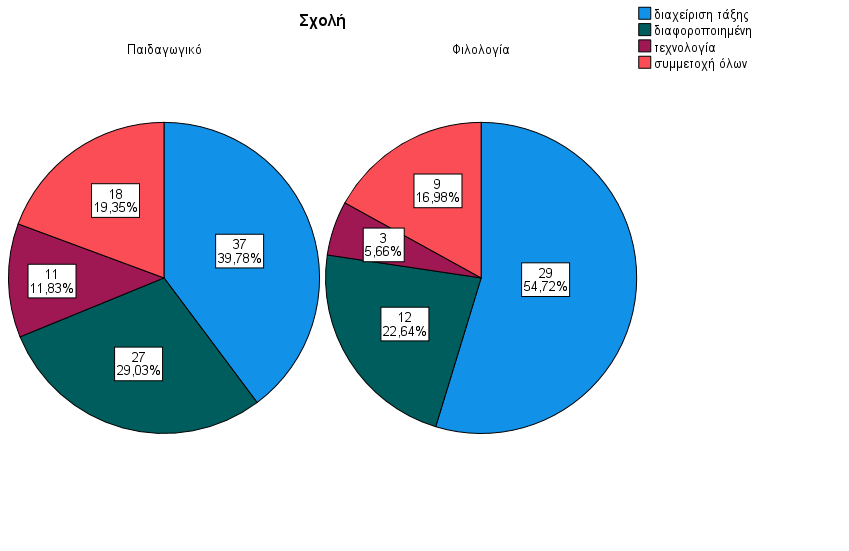 Σχολή
Παιδαγωγικό
Φιλολογία
διαχείριση τάξης
διαφοροποιημένη
τεχνολογία
συμμετοχή όλων
18
19,35%
37
39,78%
11
11,83%
27
29,03%
9
16,98%
3
5,66%
29
54,72%
12
22,64%